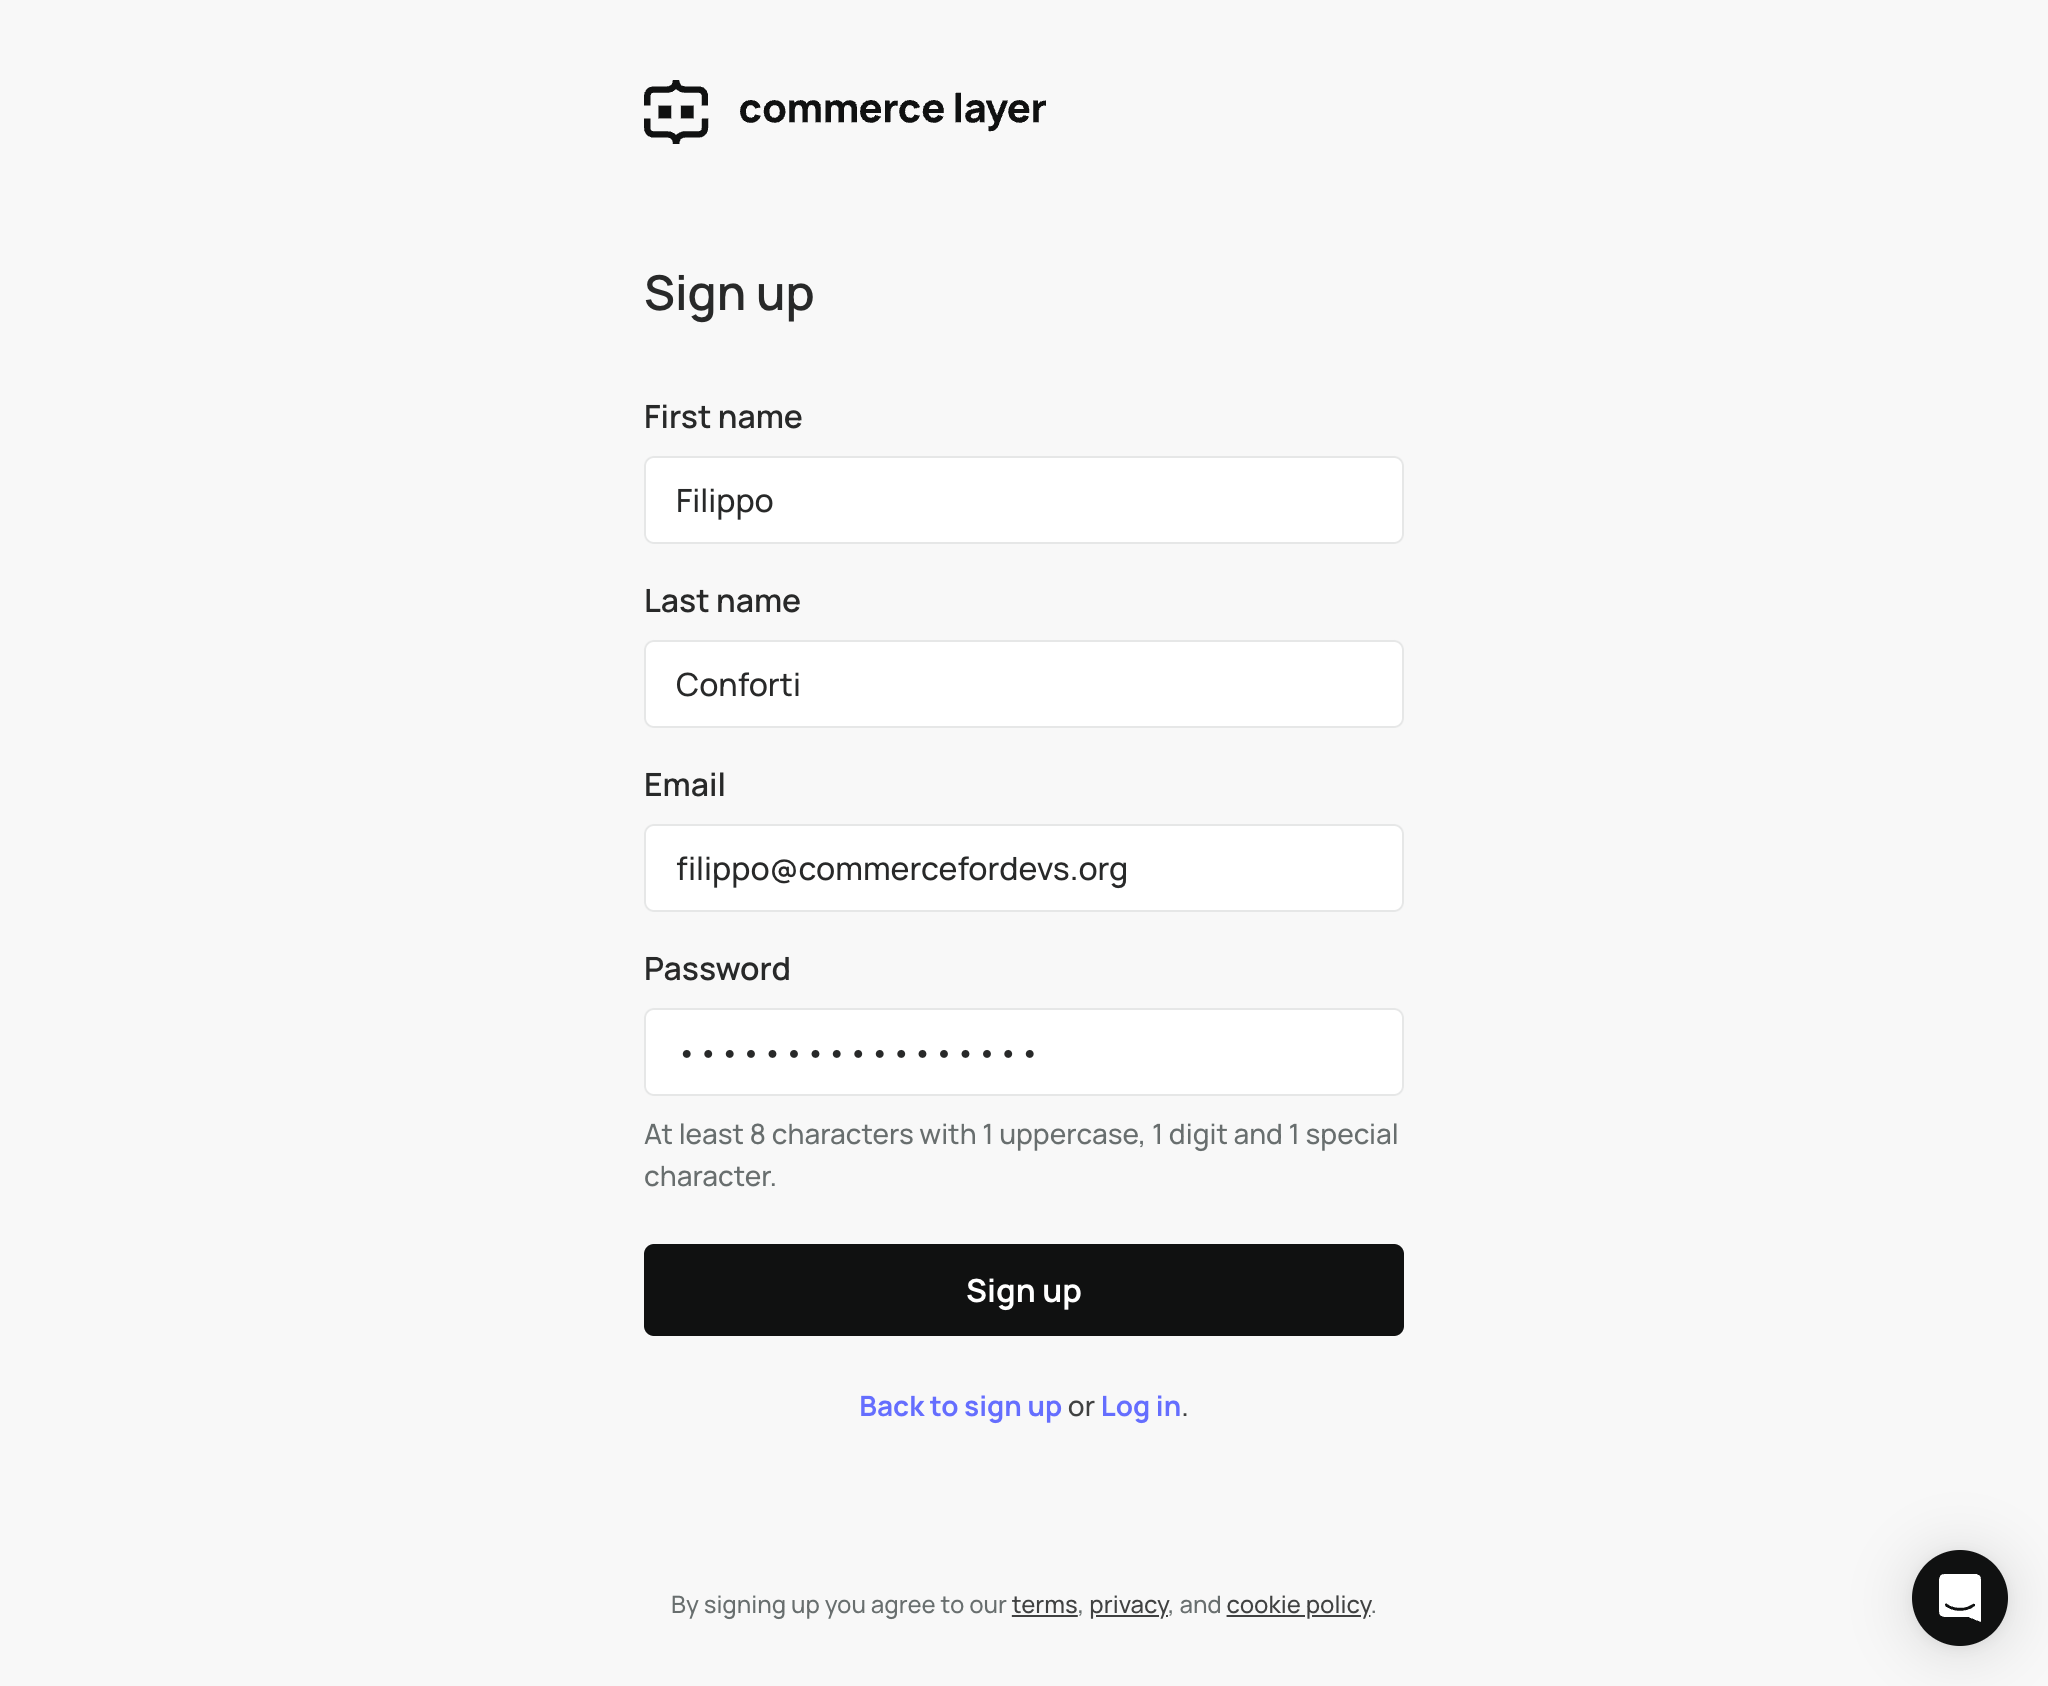 commerce layer
Sign up
First name
Filippo
Last name
Conforti
Email
filippo@commercefordevs.org
Password
•••••••••••••••••
At least 8 characters with 1 uppercase, 1 digit and 1 special
character.
Sign up
Back to sign up or Log in.
By signing up you agree to our terms, privacy, and cookie policy.